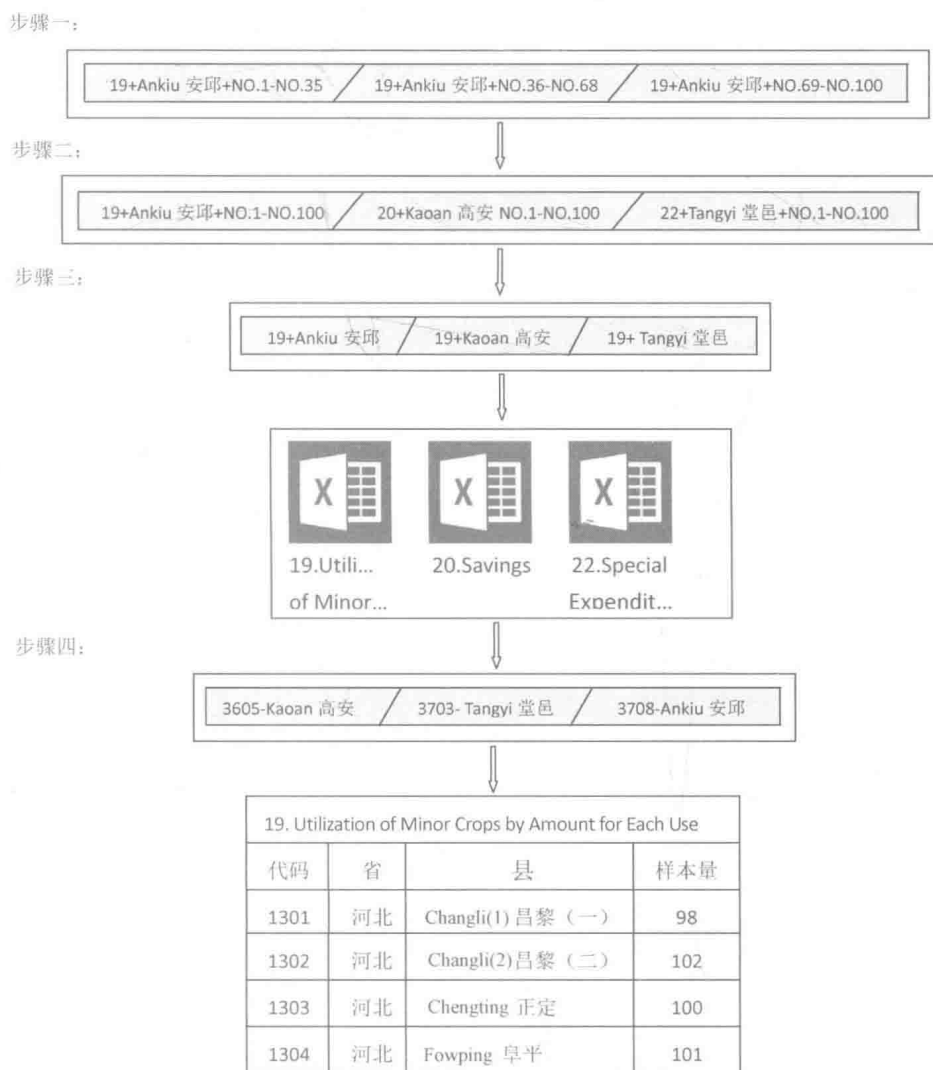 步骤一：
19+Ankiu 安邱+NO.1-NO.35 19+Ankiu 安邱+NO.36-NO.68 19+Ankiu 安邱+NO.69-NO.100
步骤二：
19+Ankiu 安邱+NO.1-NO.100 20+Kaoan 高安 NO.1-NO.100 22+Tangyi 堂邑+NO.1-NO.100
步骤三：
19+Ankiu 安邱 19+Kaoan 高安 19+ Tangyi 堂邑
X X X
19.Utili... 20.Savings 22.Special
of Minor... Expendit...
步骤四：
3605-Kaoan 高安 3703- Tangyi 堂邑 3708-Ankiu 安邱
19. Utilization of Minor Crops by Amount for Each Use
代码 省 县 样本量
1301 河北 Changli(1) 昌黎（一） 98
1302 河北 Changli(2)昌黎（二） 102
1303 河北 Chengting 正定 100
1304 河北 Fowping 阜平 101